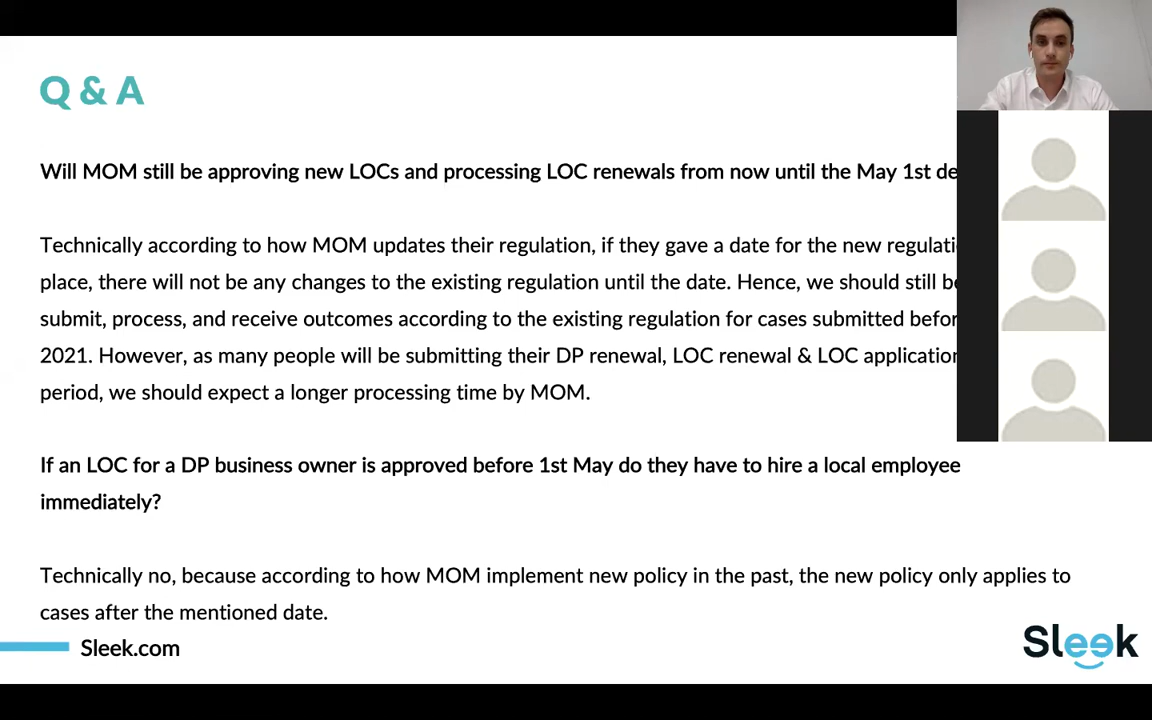 Q & A
Will MOM still be approving new LOCs and processing LOC renewals from now until the May 1st
Technically according to how MOM updates their regulation, if they gave a date for the new
place, there will not be any changes to the existing regulation until the date. Hence, we should still
submit, process, and receive outcomes according to the existing regulation for cases submitted
2021. However, as many people will be submitting their DP renewal, LOC renewal & LOC
period, we should expect a longer processing time by MOM.
If an LOC for a DP business owner is approved before 1st May do they have to hire a local employee
immediately?
Technically no, because according to how MOM implement new policy in the past, the new policy only applies to
cases after the mentioned date.
Sleek.com
Sleek